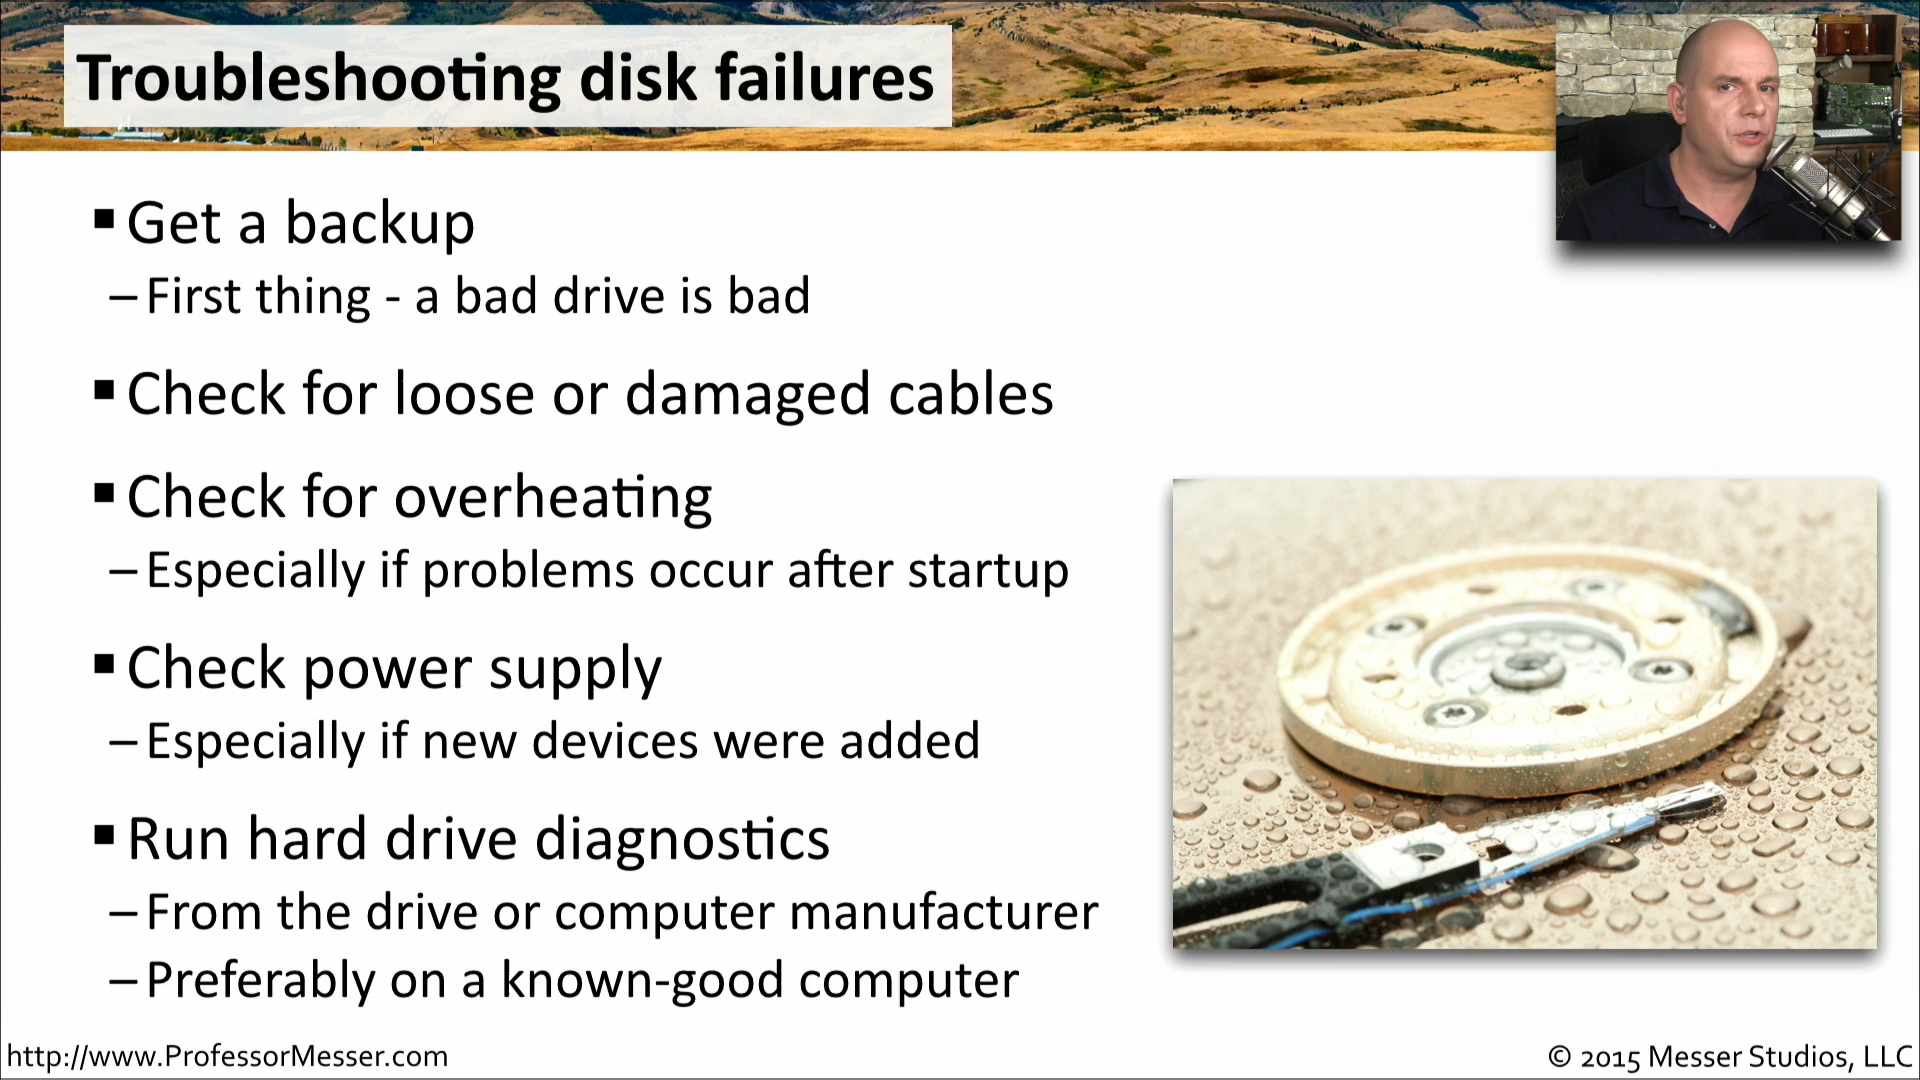 Troubleshooting disk failures
▪ Get a backup
– First thing - a bad drive is bad
▪ Check for loose or damaged cables
▪ Check for overheating
– Especially if problems occur after startup
▪ Check power supply
– Especially if new devices were added
▪ Run hard drive diagnostics
– From the drive or computer manufacturer
– Preferably on a known-good computer
http://www.ProfessorMesser.com
© 2015 Messer Studios, LLC